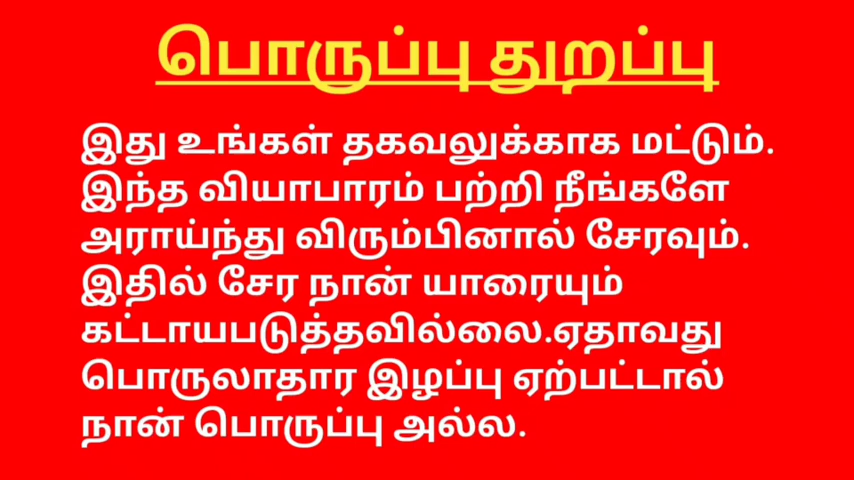 பொருப்பு துறப்பு
இது உங்கள் தகவலுக்காக மட்டும்.
இந்த வியாபாரம் பற்றி நீங்களே
அராய்ந்து விரும்பினால் சேரவும்.
இதில் சேர நான் யாரையும்
கட்டாயபடுத்தவில்லை.ஏதாவது
பொருலாதார இழப்பு ஏற்பட்டால்
நான் பொருப்பு அல்ல.